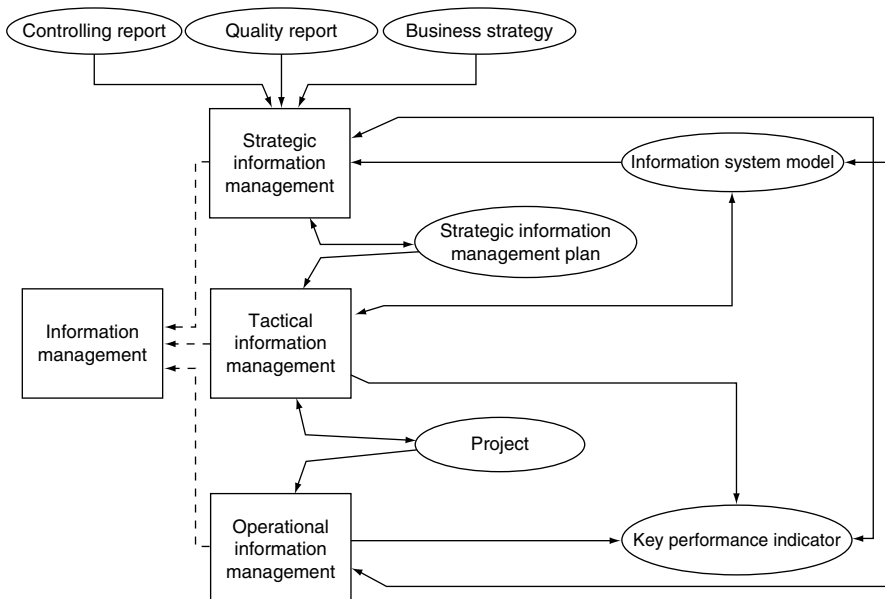 Controlling report
Quality report
Business strategy
Strategic
information
management
Information system model
Strategic information
management plan
Information
management
Tactical
information
management
Project
Operational
information
management
Key performance indicator